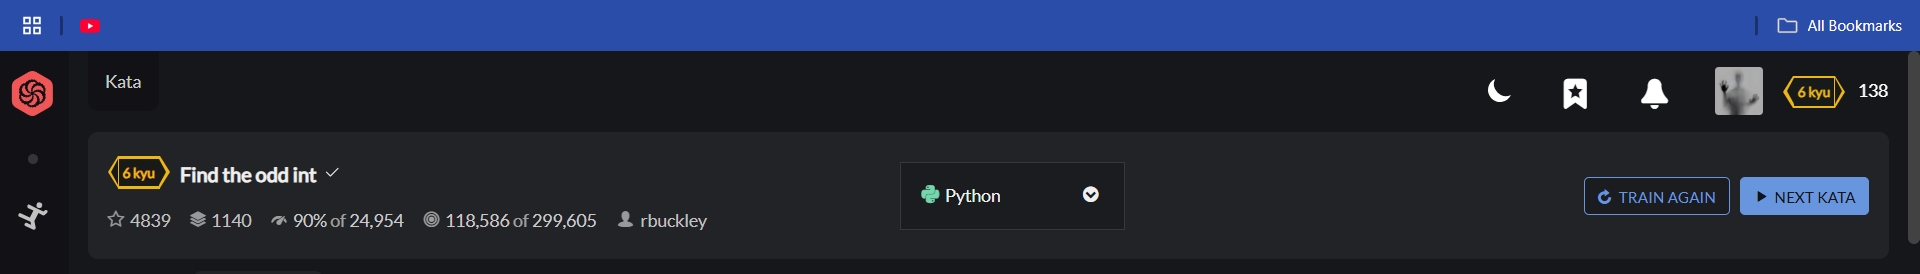 All Bookmarks
Kata
6 kyu 138
6 kyu Find the odd int
Python
TRAIN AGAIN
NEXT KATA
4839 1140 90% of 24,954 118,586 of 299,605 rbuckley